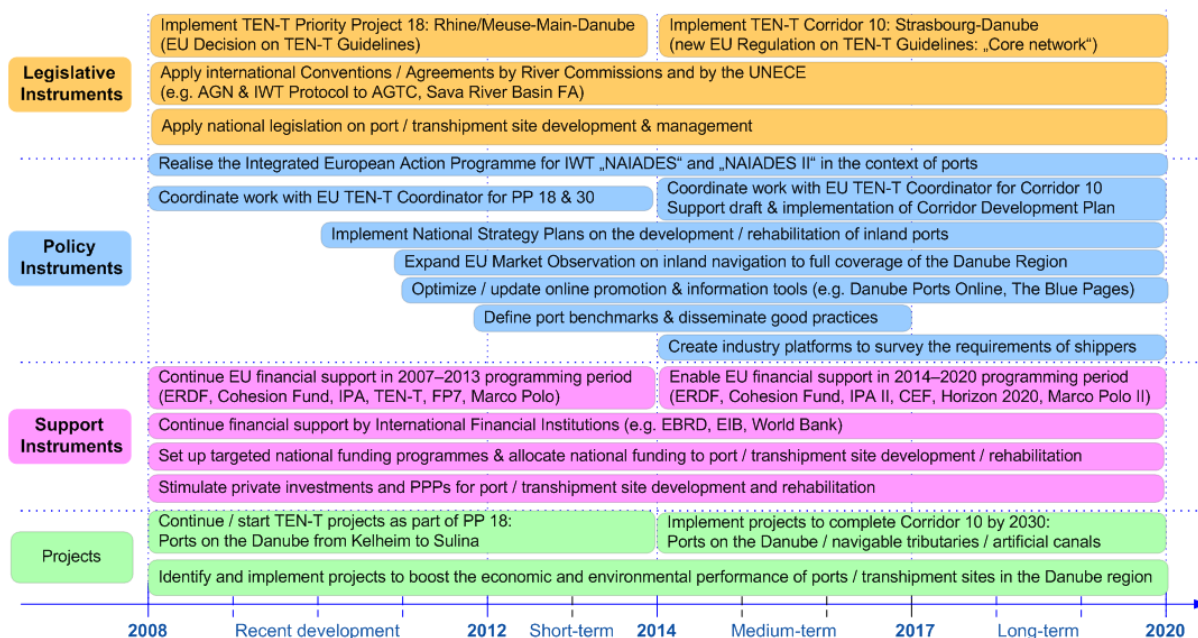 Legislative
Instruments
Implement TEN-T Priority Project 18: Rhine/Meuse-Main-Danube
(EU Decision on TEN-T Guidelines)
Implement TEN-T Corridor 10: Strasbourg-Danube
(new EU Regulation on TEN-T Guidelines: „Core network“)
Apply international Conventions / Agreements by River Commissions and by the UNECE
(e.g. AGN & IWT Protocol to AGTC, Sava River Basin FA)
Apply national legislation on port / transhipment site development & management
Policy
Instruments
Realise the Integrated European Action Programme for IWT „NAIADES“ and „NAIADES II“ in the context of ports
Coordinate work with EU TEN-T Coordinator for PP 18 & 30
Coordinate work with EU TEN-T Coordinator for Corridor 10
Support draft & implementation of Corridor Development Plan
Implement National Strategy Plans on the development / rehabilitation of inland ports
Expand EU Market Observation on inland navigation to full coverage of the Danube Region
Optimize / update online promotion & information tools (e.g. Danube Ports Online, The Blue Pages)
Define port benchmarks & disseminate good practices
Create industry platforms to survey the requirements of shippers
Support
Instruments
Continue EU financial support in 2007–2013 programming period
(ERDF, Cohesion Fund, IPA, TEN-T, FP7, Marco Polo)
Enable EU financial support in 2014–2020 programming period
(ERDF, Cohesion Fund, IPA II, CEF, Horizon 2020, Marco Polo II)
Continue financial support by International Financial Institutions (e.g. EBRD, EIB, World Bank)
Set up targeted national funding programmes & allocate national funding to port / transhipment site development / rehabilitation
Stimulate private investments and PPPs for port / transhipment site development and rehabilitation
Projects
Continue / start TEN-T projects as part of PP 18:
Ports on the Danube from Kelheim to Sulina
Implement projects to complete Corridor 10 by 2030:
Ports on the Danube / navigable tributaries / artificial canals
Identify and implement projects to boost the economic and environmental performance of ports / transhipment sites in the Danube region
2008 Recent development 2012 Short-term 2014 Medium-term 2017 Long-term 2020